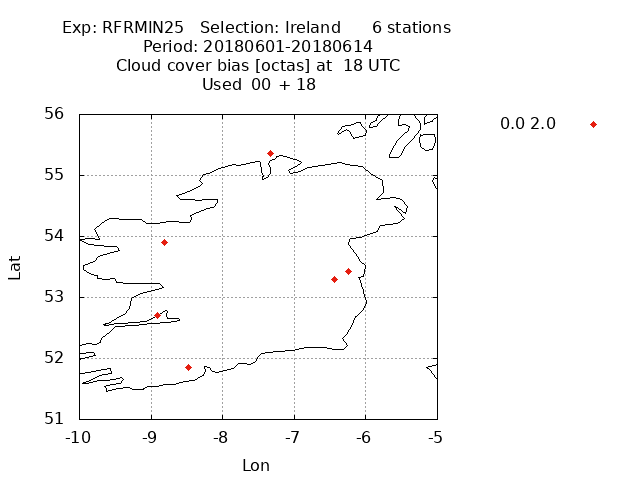 Exp: RFRMIN25   Selection: Ireland      6 stations
Period: 20180601-20180614
Cloud cover bias [octas] at  18 UTC
Used  00 + 18
0.0 2.0
56
55
54
53
52
51
-10 -9 -8 -7 -6 -5
Lat
Lon